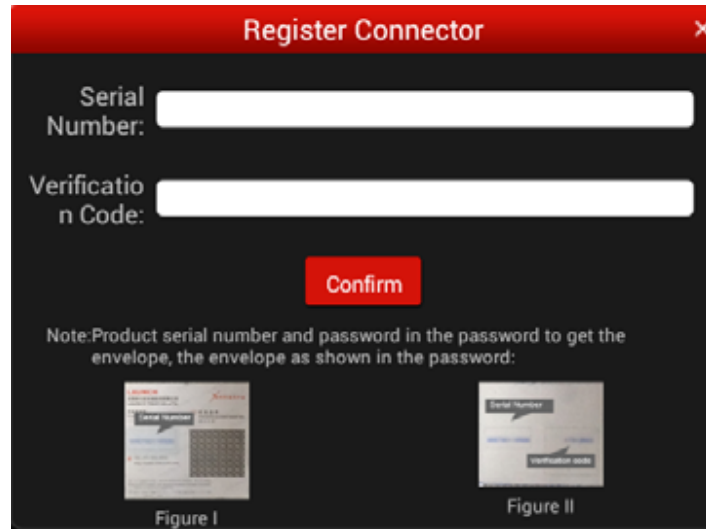 Register Connector
×
Serial
Number:
Verificatio
n Code:
Confirm
Note:Product serial number and password in the password to get the
envelope, the envelope as shown in the password:
Serial Number
Serial Number
Verification code
Figure I
Figure II